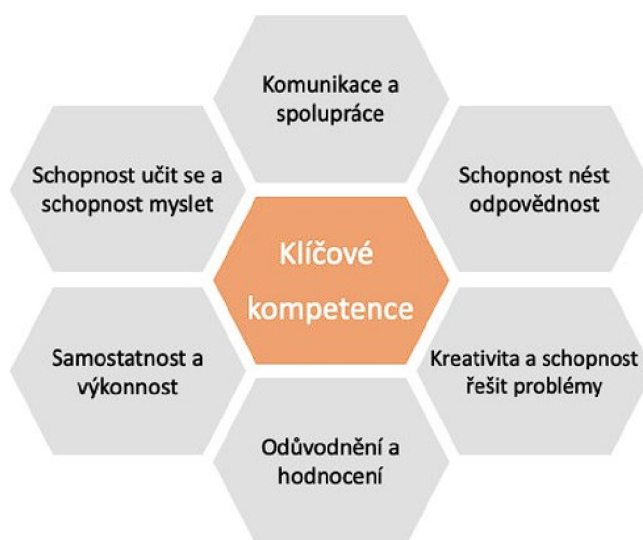 Komunikace a
spolupráce
Schopnost učit se a
schopnost myslet
Schopnost nést
odpovědnost
Klíčové
kompetence
Samostatnost a
výkonnost
Kreativita a schopnost
řešit problémy
Odůvodnění a
hodnocení